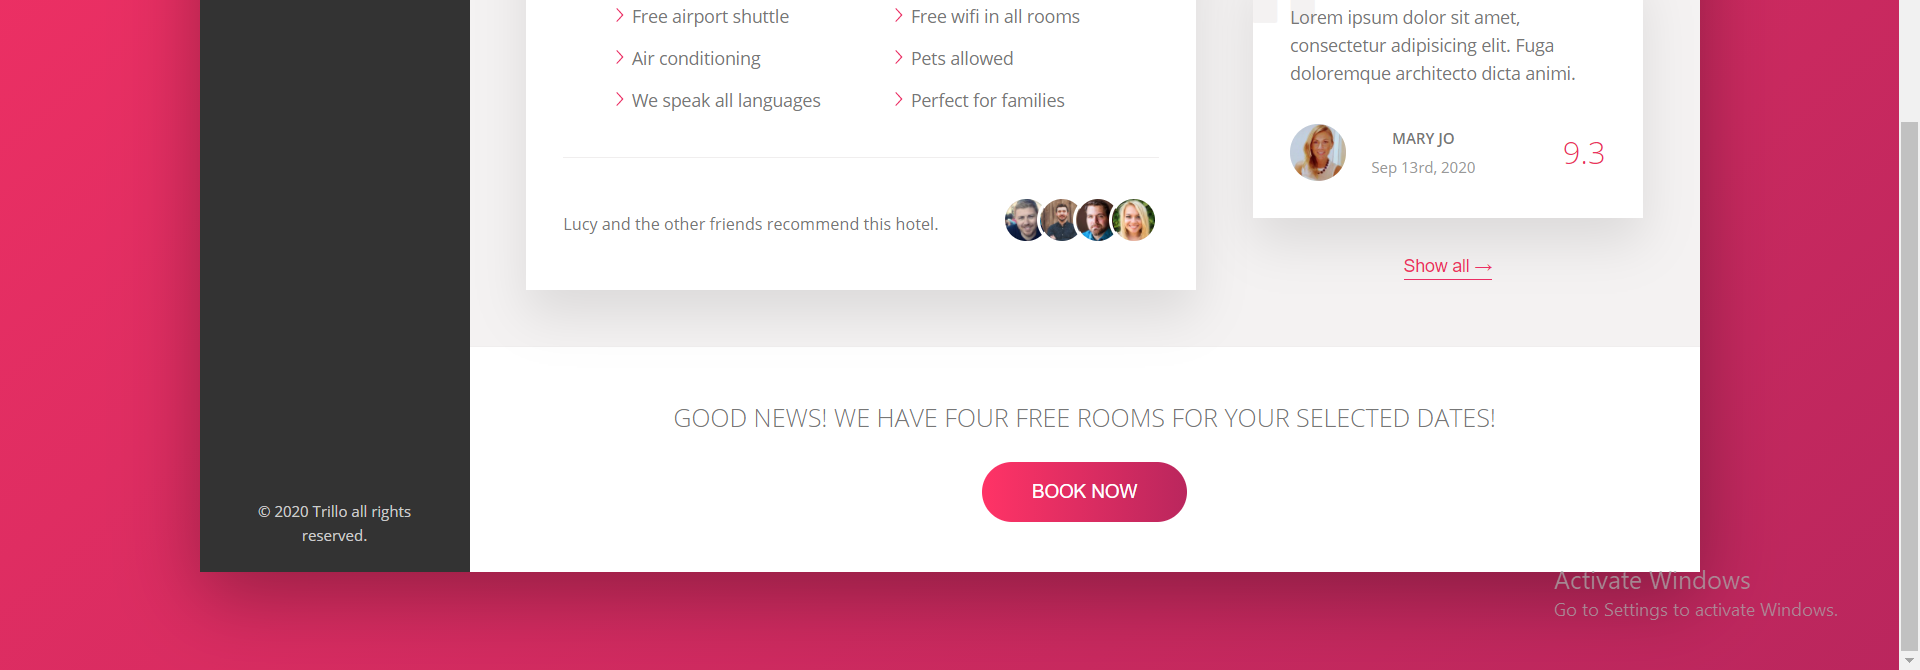 Free airport shuttle
Free wifi in all rooms
Air conditioning
Pets allowed
We speak all languages
Perfect for families
Lucy and the other friends recommend this hotel.
Lorem ipsum dolor sit amet,
consectetur adipisicing elit. Fuga
doloremque architecto dicta animi.
MARY JO
Sep 13rd, 2020
9.3
Show all →
GOOD NEWS! WE HAVE FOUR FREE ROOMS FOR YOUR SELECTED DATES!
BOOK NOW
© 2020 Trillo all rights
reserved.
Activate Windows
Go to Settings to activate Windows.